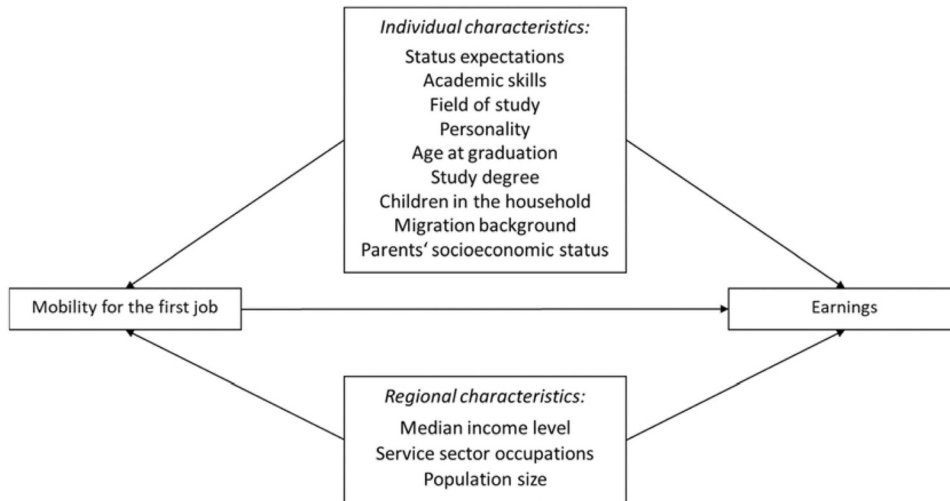 Individual characteristics:
Status expectations
Academic skills
Field of study
Personality
Age at graduation
Study degree
Children in the household
Migration background
Parents‘ socioeconomic status
Mobility for the first job
Earnings
Regional characteristics:
Median income level
Service sector occupations
Population size